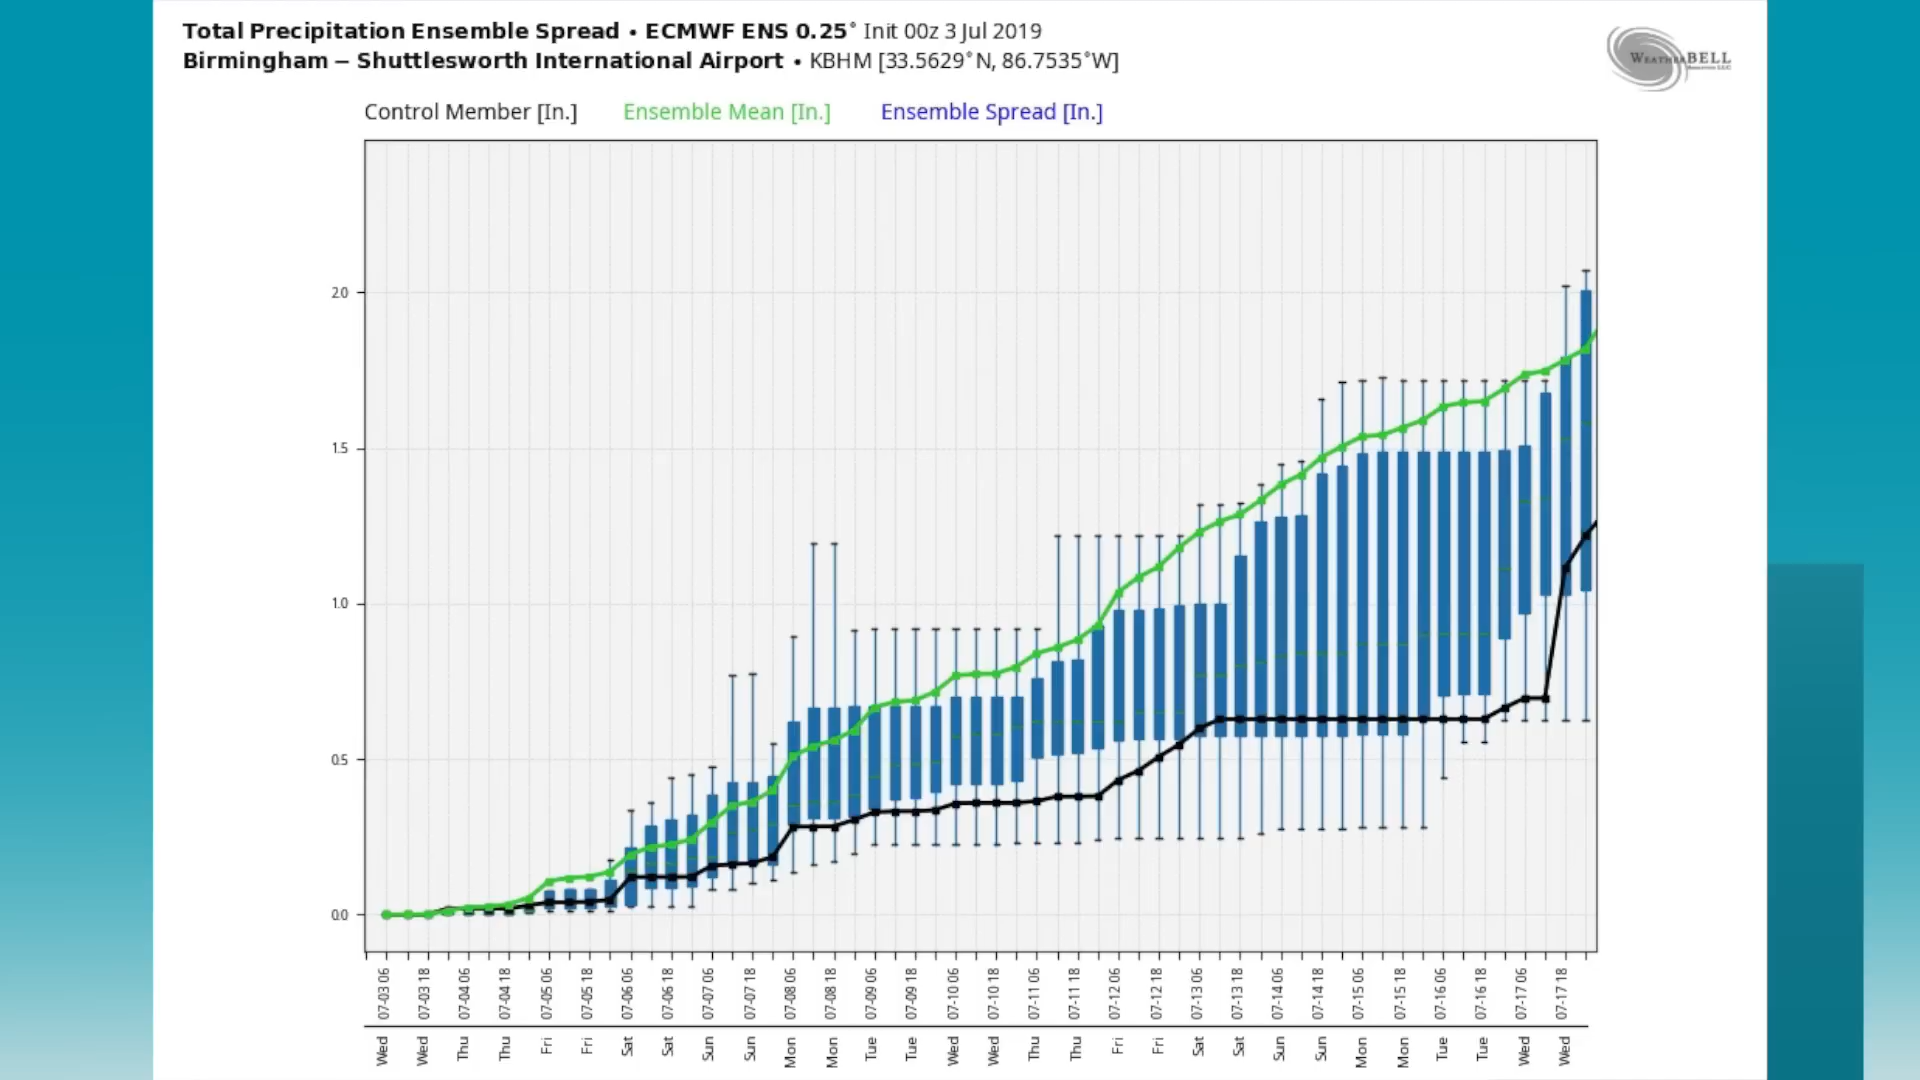 Total Precipitation Ensemble Spread • ECMWF ENS 0.25° Init 00z 3 Jul 2019
Birmingham – Shuttlesworth International Airport • KBHM [33.5629°N, 86.7535°W]
WEATHERBELL
Control Member [In.] Ensemble Mean [In.] Ensemble Spread [In.]
2.0
1.5
1.0
0.5
0.0
07-03 06 07-03 18 07-04 06 07-04 18 07-05 06 07-05 18 07-06 06 07-06 18 07-07 06 07-07 18 07-08 06 07-08 18 07-09 06 07-09 18 07-10 06 07-10 18 07-11 06 07-11 18 07-12 06 07-12 18 07-13 06 07-13 18 07-14 06 07-14 18 07-15 06 07-15 18 07-16 06 07-16 18 07-17 06 07-17 18
Wed Wed Thu Thu Fri Fri Sat Sat Sun Sun Mon Mon Tue Tue Wed Wed Thu Thu Fri Fri Sat Sat Sun Sun Mon Mon Tue Tue Wed Wed